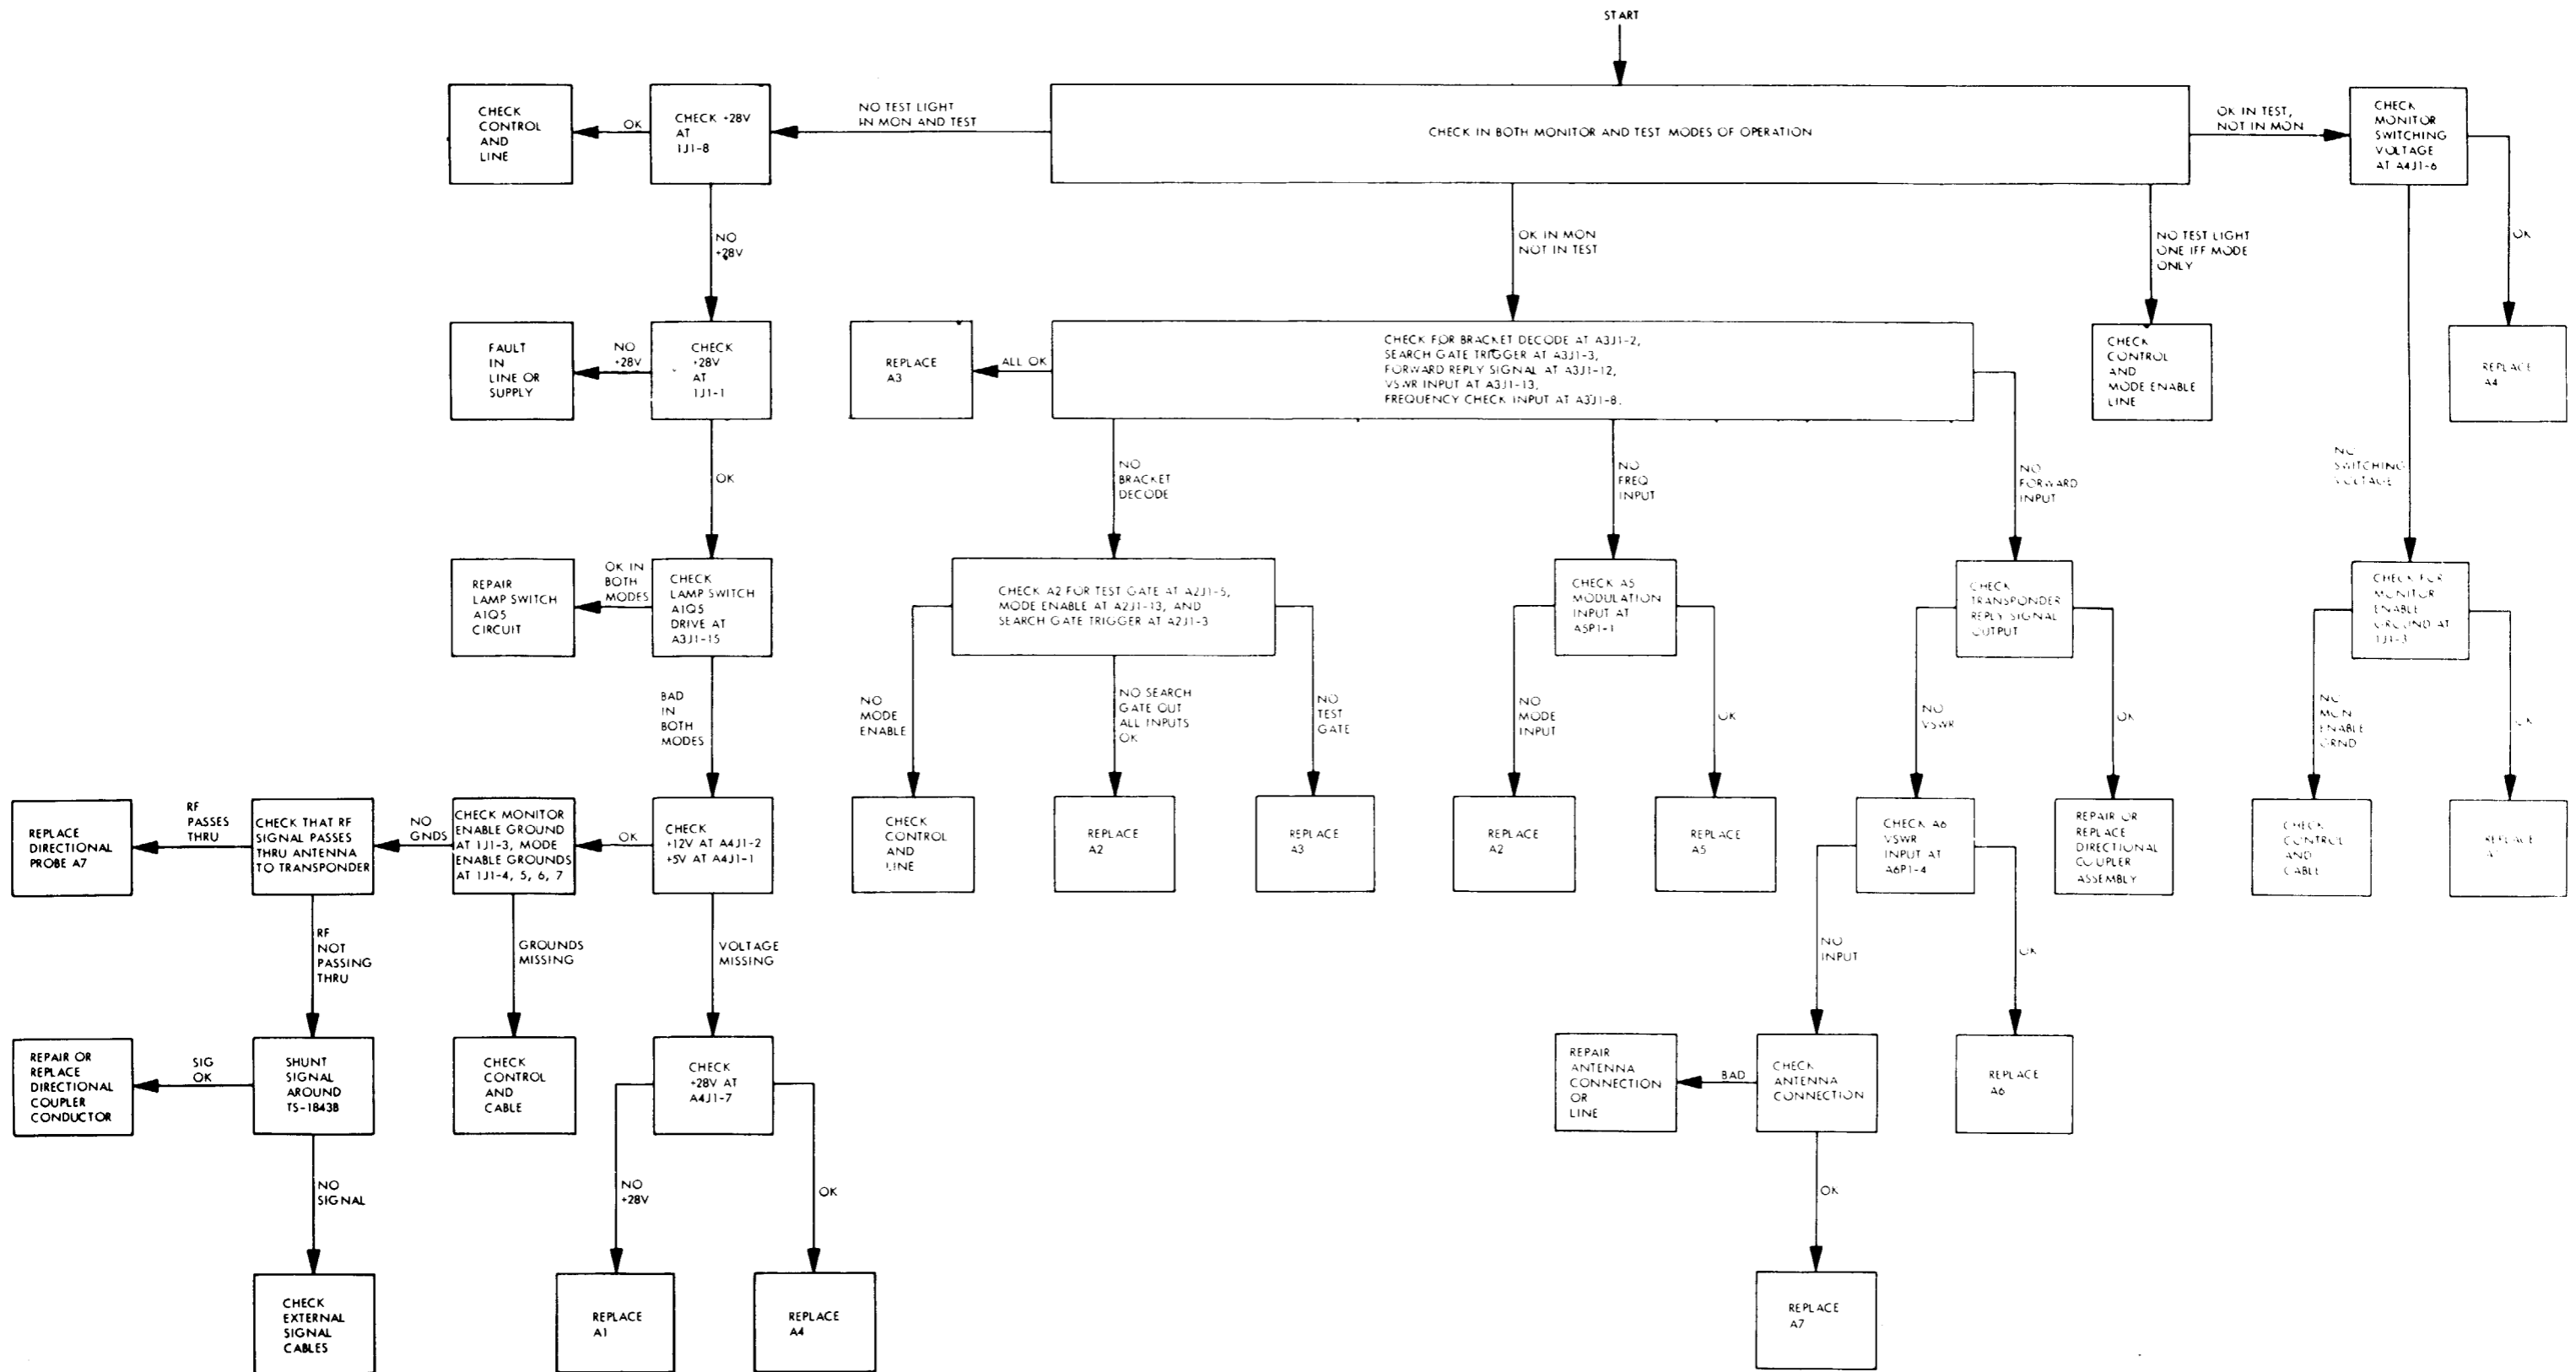 START
CHECK
CONTROL
AND
LINE
OK
CHECK +28V
AT
1J1-8
NO TEST LIGHT
IN MON AND TEST
CHECK IN BOTH MONITOR AND TEST MODES OF OPERATION
OK IN TEST,
NOT IN MON
CHECK
MONITOR
SWITCHING
VOLTAGE
AT A4J1-6
NO
+28V
OK IN MON
NOT IN TEST
NO TEST LIGHT
ONE IFF MODE
ONLY
OK
FAULT
IN
LINE OR
SUPPLY
NO
+28V
CHECK
+28V
AT
1J1-1
REPLACE
A3
ALL OK
CHECK FOR BRACKET DECODE AT A3J1-2,
SEARCH GATE TRIGGER AT A3J1-3,
FORWARD REPLY SIGNAL AT A3J1-12,
VSWR INPUT AT A3J1-13,
FREQUENCY CHECK INPUT AT A3J1-8.
CHECK
CONTROL
AND
MODE ENABLE
LINE
REPLACE
A4
OK
NO
BRACKET
DECODE
NO
FREQ
INPUT
NO
FORWARD
INPUT
NO
SWITCHING
VOLTAGE
REPAIR
LAMP SWITCH
A1Q5
CIRCUIT
OK IN
BOTH
MODES
CHECK
LAMP SWITCH
A1Q5
DRIVE AT
A3J1-15
CHECK A2 FOR TEST GATE AT A2J1-5,
MODE ENABLE AT A2J1-13, AND
SEARCH GATE TRIGGER AT A2J1-3
CHECK A5
MODULATION
INPUT AT
A5P1-1
CHECK
TRANSPONDER
REPLY SIGNAL
OUTPUT
CHECK FOR
MONITOR
ENABLE
GROUND AT
1J1-3
BAD
IN
BOTH
MODES
NO
MODE
ENABLE
NO SEARCH
GATE OUT
ALL INPUTS
OK
NO
TEST
GATE
NO
MODE
INPUT
OK
NO
VSWR
OK
NO
MON
ENABLE
GRND
OK
REPLACE
DIRECTIONAL
PROBE A7
RF
PASSES
THRU
CHECK THAT RF
SIGNAL PASSES
THRU ANTENNA
TO TRANSPONDER
NO
GNDS
CHECK MONITOR
ENABLE GROUND
AT 1J1-3, MODE
ENABLE GROUNDS
AT 1J1-4, 5, 6, 7
OK
CHECK
+12V AT A4J1-2
+5V AT A4J1-1
CHECK
CONTROL
AND
LINE
REPLACE
A2
REPLACE
A3
REPLACE
A2
REPLACE
A5
CHECK A6
VSWR
INPUT AT
A6P1-4
REPAIR OR
REPLACE
DIRECTIONAL
COUPLER
ASSEMBLY
CHECK
CONTROL
AND
CABLE
REPLACE
RF
NOT
PASSING
THRU
GROUNDS
MISSING
VOLTAGE
MISSING
NO
INPUT
OK
REPAIR OR
REPLACE
DIRECTIONAL
COUPLER
CONDUCTOR
SIG
OK
SHUNT
SIGNAL
AROUND
TS-1843B
CHECK
CONTROL
AND
CABLE
CHECK
+28V AT
A4J1-7
REPAIR
ANTENNA
CONNECTION
OR
LINE
BAD
CHECK
ANTENNA
CONNECTION
REPLACE
A6
NO
SIGNAL
NO
+28V
OK
OK
CHECK
EXTERNAL
SIGNAL
CABLES
REPLACE
A1
REPLACE
A4
REPLACE
A7